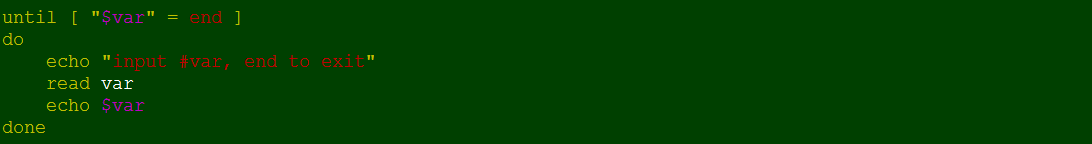 until [ "$var" = end ]
do
    echo "input #var, end to exit"
    read var
    echo $var
done